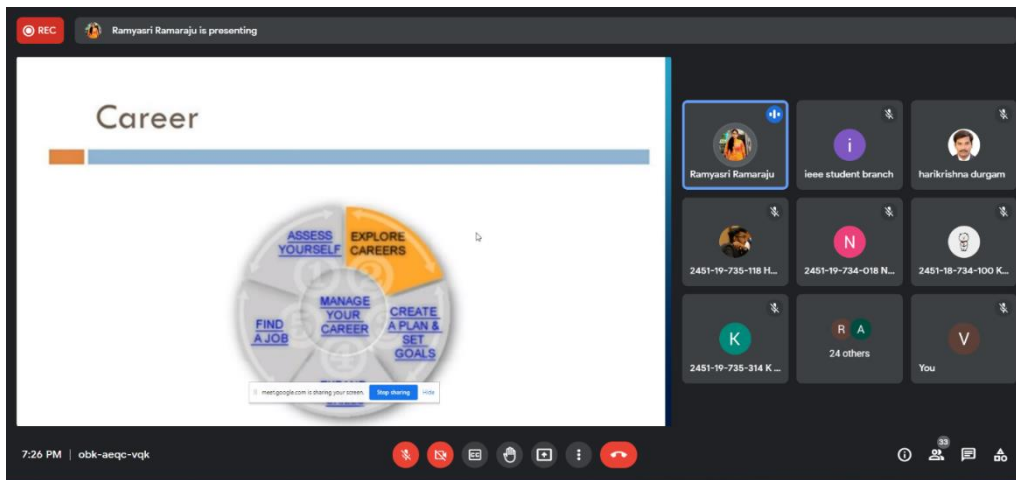 REC
Ramyasri Ramaraju is presenting
Career
ASSESS
YOURSELF
EXPLORE
CAREERS
MANAGE
YOUR
CAREER
CREATE
A PLAN &
SET
GOALS
FIND
A JOB
meet.google.com is sharing your screen.
Stop sharing
Hide
Ramyasri Ramaraju
i
ieee student branch
harikrishna durgam
2451-19-735-118 H...
N
2451-19-734-018 N...
2451-18-734-100 K...
K
2451-19-735-314 K ...
R A
24 others
V
You
7:26 PM | obk-aeqc-vqk
33